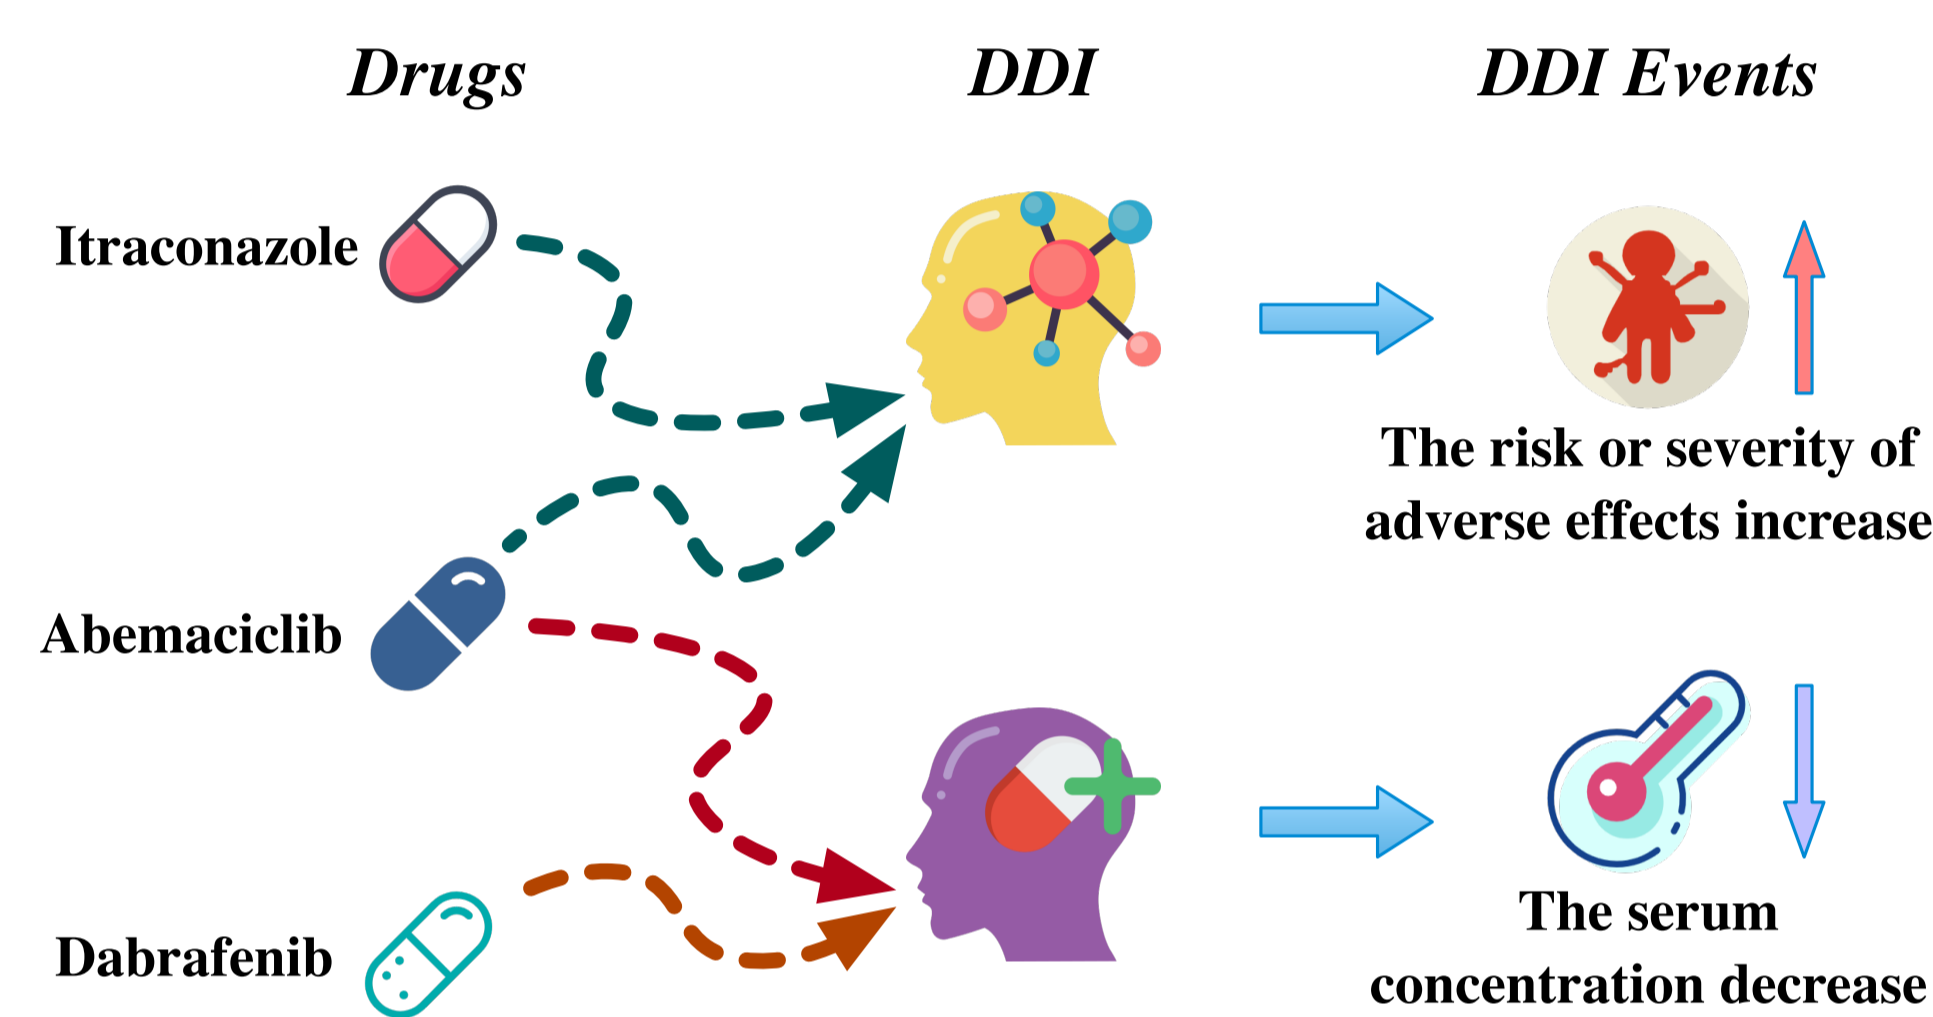 Drugs
DDI
DDI Events
Itraconazole
The risk or severity of
adverse effects increase
Abemaciclib
Dabrafenib
The serum
concentration decrease